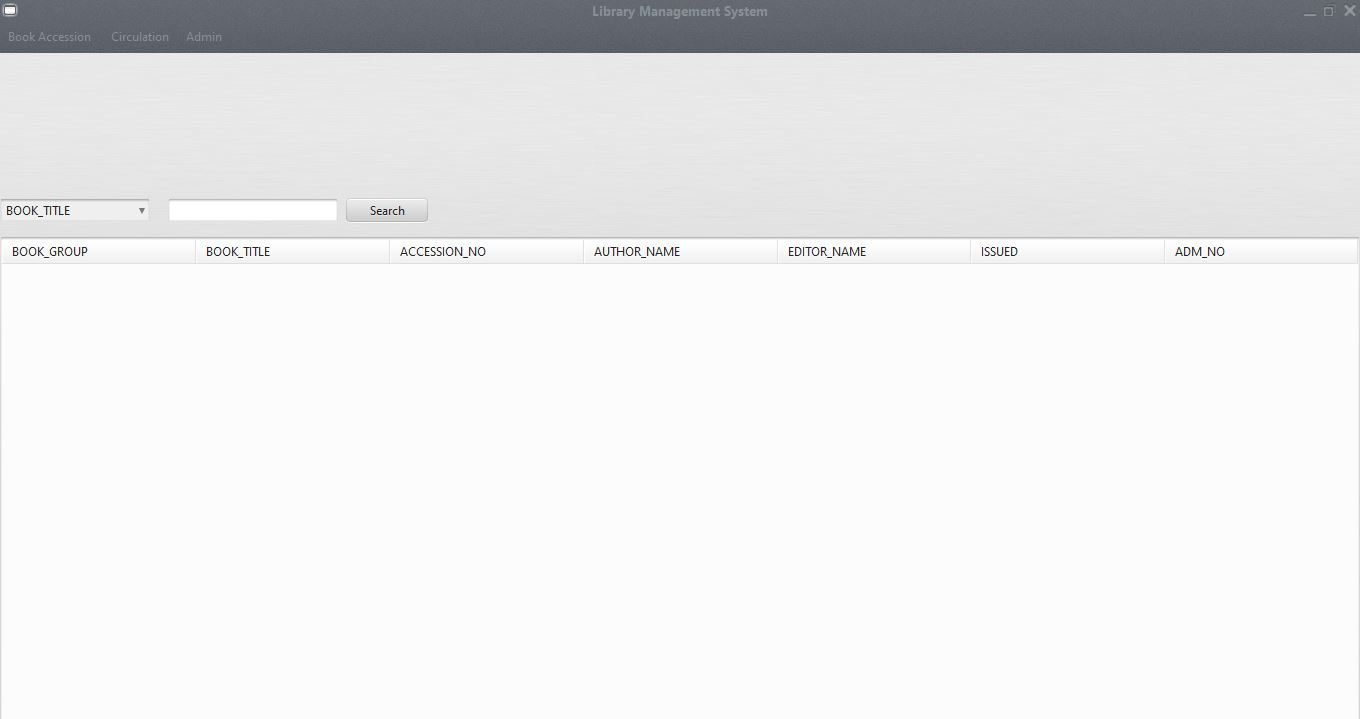 Library Management System
Book Accession Circulation Admin
BOOK_TITLE Search
BOOK_GROUP BOOK_TITLE ACCESSION_NO AUTHOR_NAME EDITOR_NAME ISSUED ADM_NO